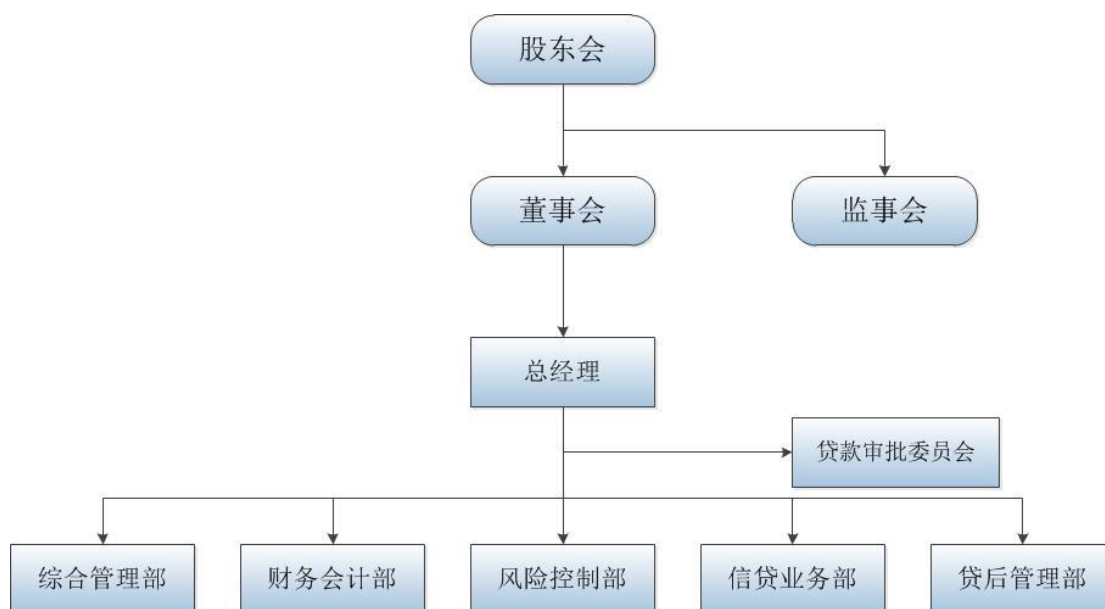 股东会
董事会
监事会
总经理
贷款审批委员会
综合管理部
财务会计部
风险控制部
信贷业务部
贷后管理部